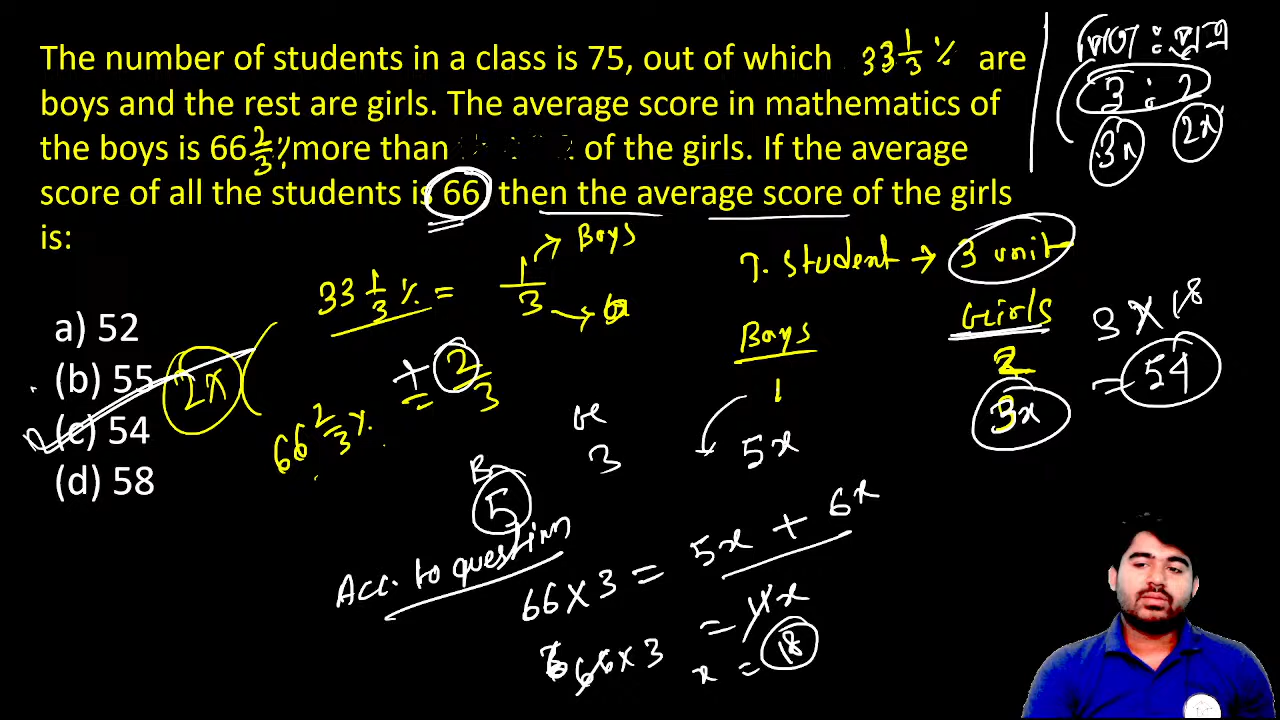 The number of students in a class is 75, out of which 33 1/3 % are
boys and the rest are girls. The average score in mathematics of
the boys is 66 2/3 % more than of the girls. If the average
score of all the students is 66 then the average score of the girls
is:
a) 52
(b) 55
(c) 54
(d) 58
3 : 2
3x 2x
33 1/3 % = 1/3
Boys
66 2/3 % = 2/3
2x
T. student → 3 unit
Boys Girls
1 2
5x 3x
3 X 18
= 54
B
5 3
Acc. to question
66 x 3 = 5x + 6x
66 x 3 = 11x
x = 18